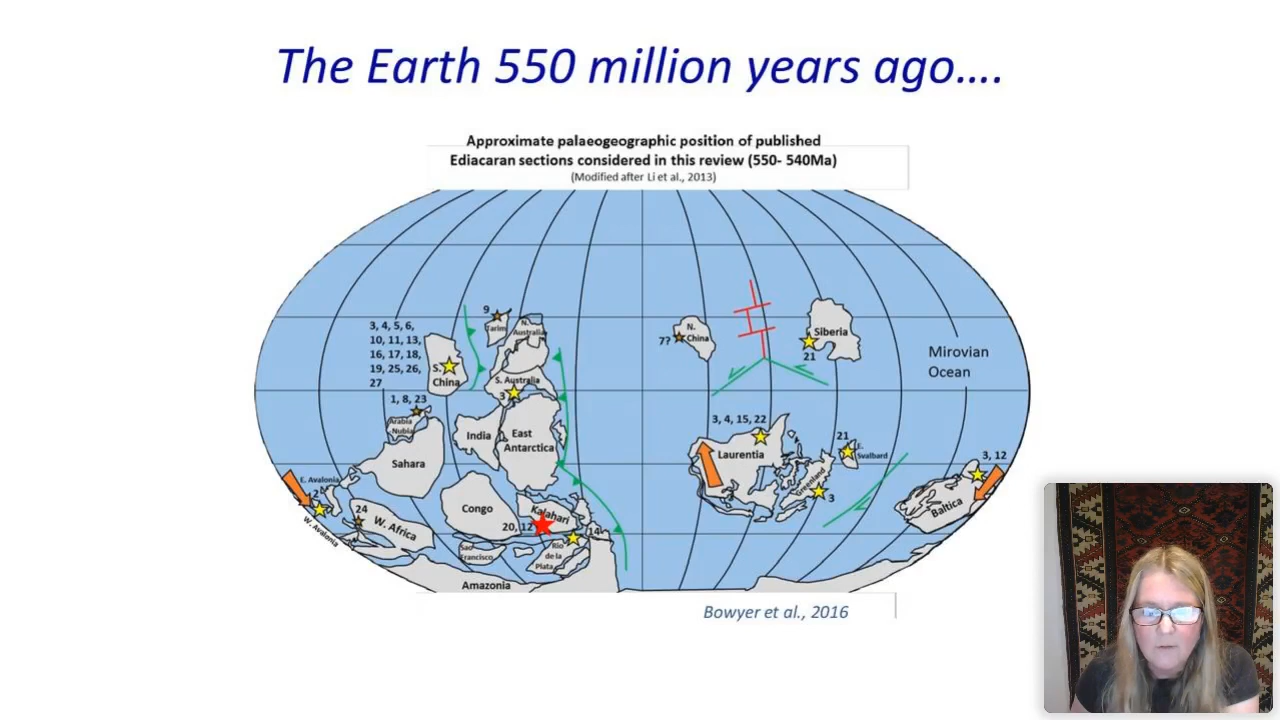 The Earth 550 million years ago....
Approximate palaeogeographic position of published
Ediacaran sections considered in this review (550- 540Ma)
(Modified after Li et al., 2013)
9
Tarim
N.
Australia
3, 4, 5, 6,
10, 11, 13,
16, 17, 18,
19, 25, 26,
27
S.
China
7?
N.
China
Siberia
21
Mirovian
Ocean
S. Australia
3
1, 8, 23
Arabia
Nubia
India
East
Antarctica
Sahara
3, 4, 15, 22
Laurentia
21
E.
Svalbard
Greenland
3
3, 12
Baltica
E. Avalonia
2
W. Avalonia
24
W. Africa
Congo
Kalahari
20, 12
14
Sao
Francisco
Rio
de la
Plata
Amazonia
Bowyer et al., 2016